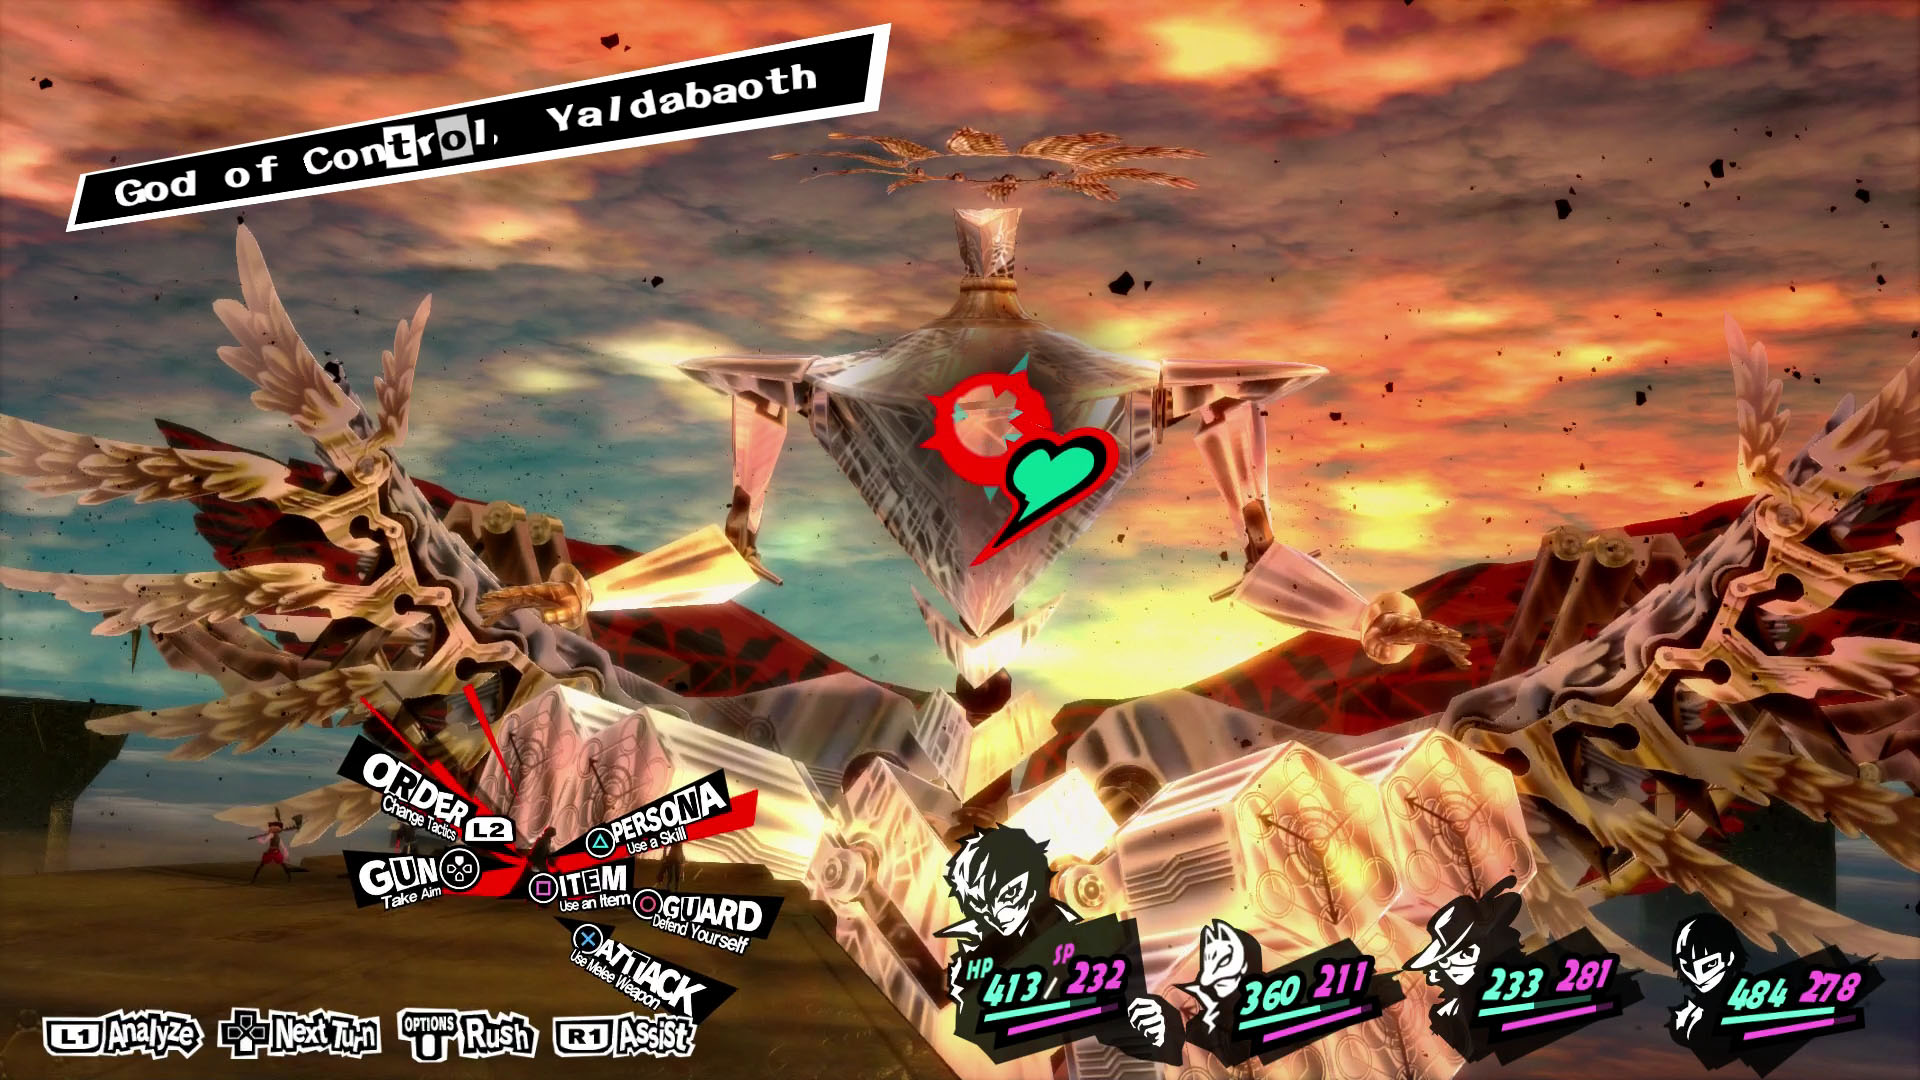 God of Control, Yaldabaoth
ORDER
Change Tactics
L2
GUN
Take Aim
PERSONA
Use a Skill
ITEM
Use an Item
GUARD
Defend Yourself
ATTACK
Use Melee Weapon
HP 413/ SP 232
360 211
233 281
484 278
L1 Analyze Next Turn OPTIONS Rush R1 Assist